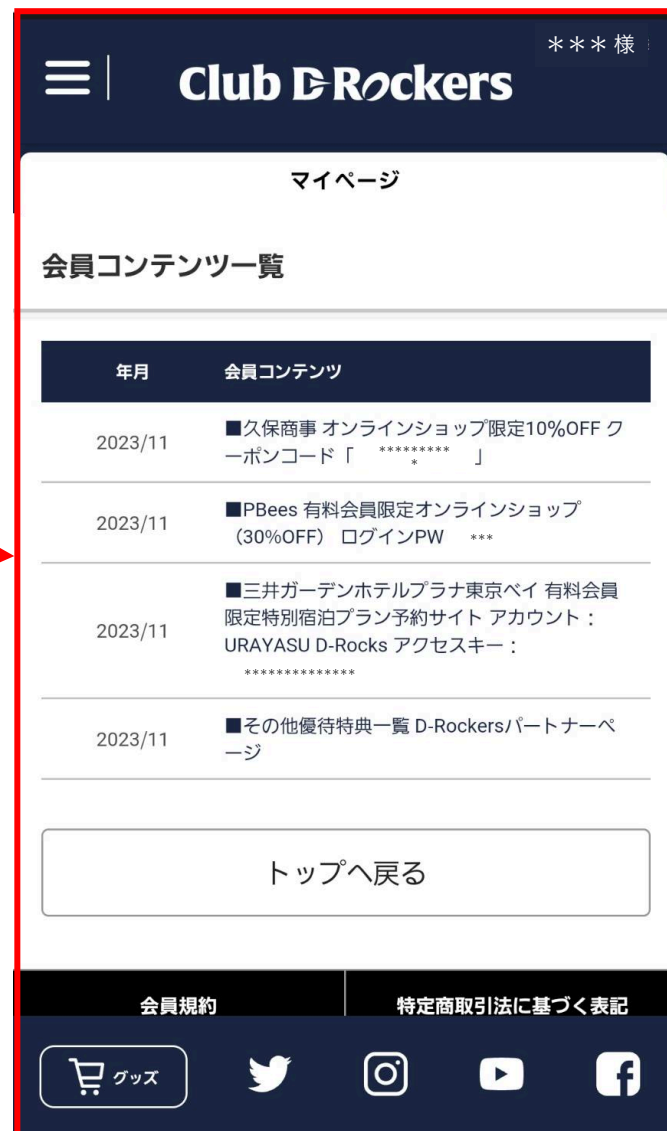 ＊＊＊様
Club D-Rockers
マイページ
会員コンテンツ一覧
年月 会員コンテンツ
2023/11 ■久保商事 オンラインショップ限定10%OFF ク
ーポンコード「 ********* 」
*
2023/11 ■PBees 有料会員限定オンラインショップ
（30%OFF） ログインPW ***
2023/11 ■三井ガーデンホテルプラナ東京ベイ 有料会員
限定特別宿泊プラン予約サイト アカウント：
URAYASU D-Rocks アクセスキー：
**************
2023/11 ■その他優待特典一覧 D-Rockersパートナーペ
ージ
トップへ戻る
会員規約 特定商取引法に基づく表記
グッズ